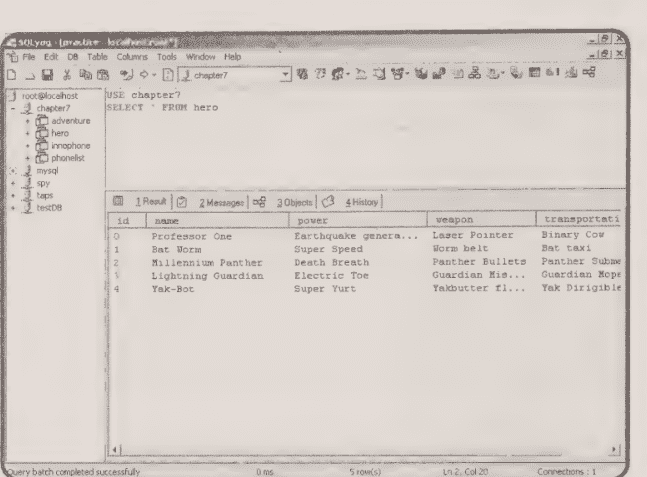 SQLyog - [practice - localhost:root*]
File Edit DB Table Columns Tools Window Help
chapter7
root@localhost
chapter7
adventure
hero
innophone
phonelist
mysql
spy
taps
testDB
USE chapter7
SELECT * FROM hero
1 Result 2 Messages 3 Objects 4 History
id name power weapon transportati
0 Professor One Earthquake genera... Laser Pointer Binary Cow
1 Bat Worm Super Speed Worm belt Bat taxi
2 Millennium Panther Death Breath Panther Bullets Panther Subme
3 Lightning Guardian Electric Toe Guardian Mis... Guardian Mope
4 Yak-Bot Super Yurt Yakbutter fl... Yak Dirigible
Query batch completed successfully 0 ms 5 row(s) Ln 2, Col 20 Connections : 1